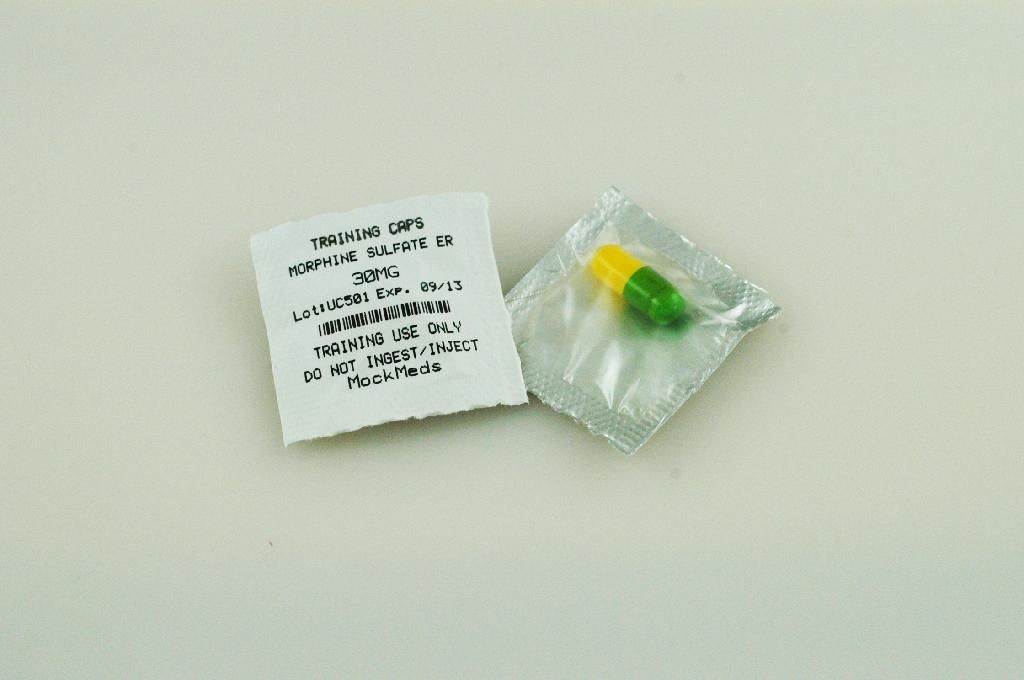 TRAINING CAPS
MORPHINE SULFATE ER
30MG
Lot:UC501 Exp. 09/13
TRAINING USE ONLY
DO NOT INGEST/INJECT
MockMeds